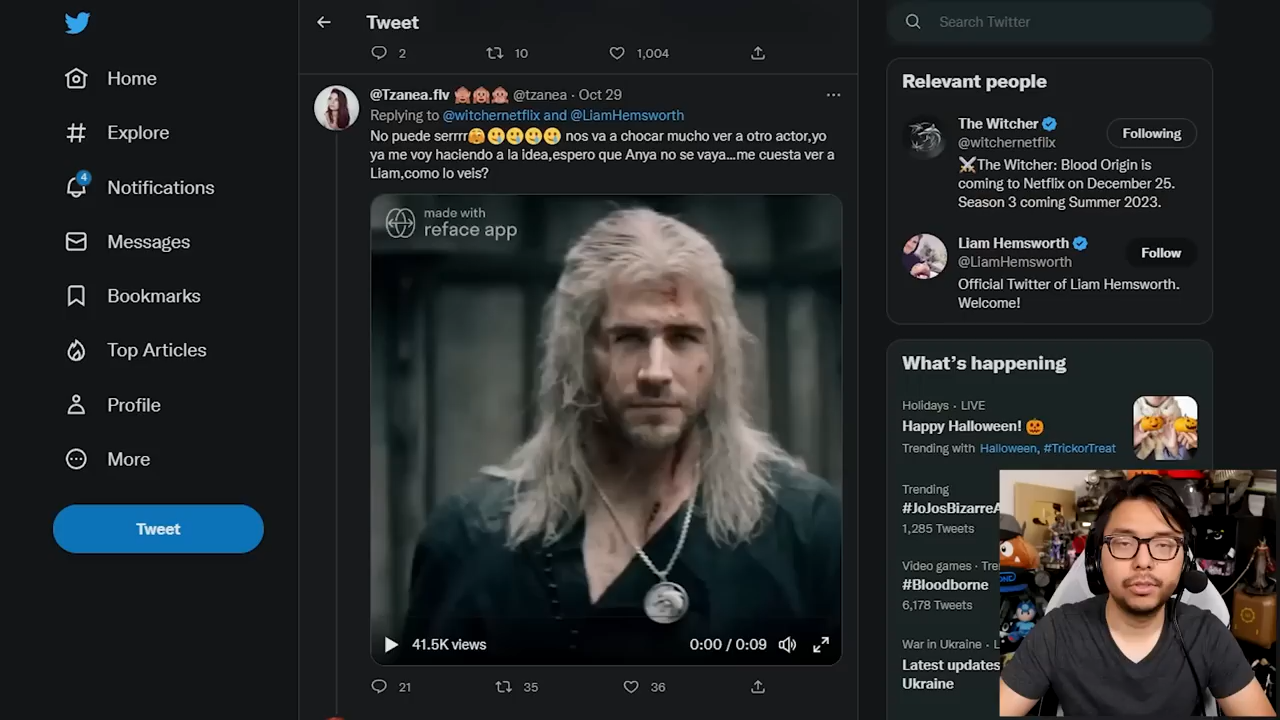 Home
Explore
4
Notifications
Messages
Bookmarks
Top Articles
Profile
More
Tweet
Tweet
2
10
1,004
@Tzanea.flv 🙈🙉🙊 @tzanea · Oct 29
Replying to @witchernetflix and @LiamHemsworth
No puede serrrr🫣🥲🥲🥲🥲 nos va a chocar mucho ver a otro actor,yo
ya me voy haciendo a la idea,espero que Anya no se vaya...me cuesta ver a
Liam,como lo veis?
made with
reface app
41.5K views
0:00 / 0:09
21
35
36
Search Twitter
Relevant people
The Witcher
@witchernetflix
Following
⚔️The Witcher: Blood Origin is
coming to Netflix on December 25.
Season 3 coming Summer 2023.
Liam Hemsworth
@LiamHemsworth
Follow
Official Twitter of Liam Hemsworth.
Welcome!
What's happening
Holidays · LIVE
Happy Halloween! 🎃
Trending with Halloween, #TrickorTreat
Trending
#JoJosBizarreA
1,285 Tweets
Video games · Tre
#Bloodborne
6,178 Tweets
War in Ukraine · L
Latest updates
Ukraine